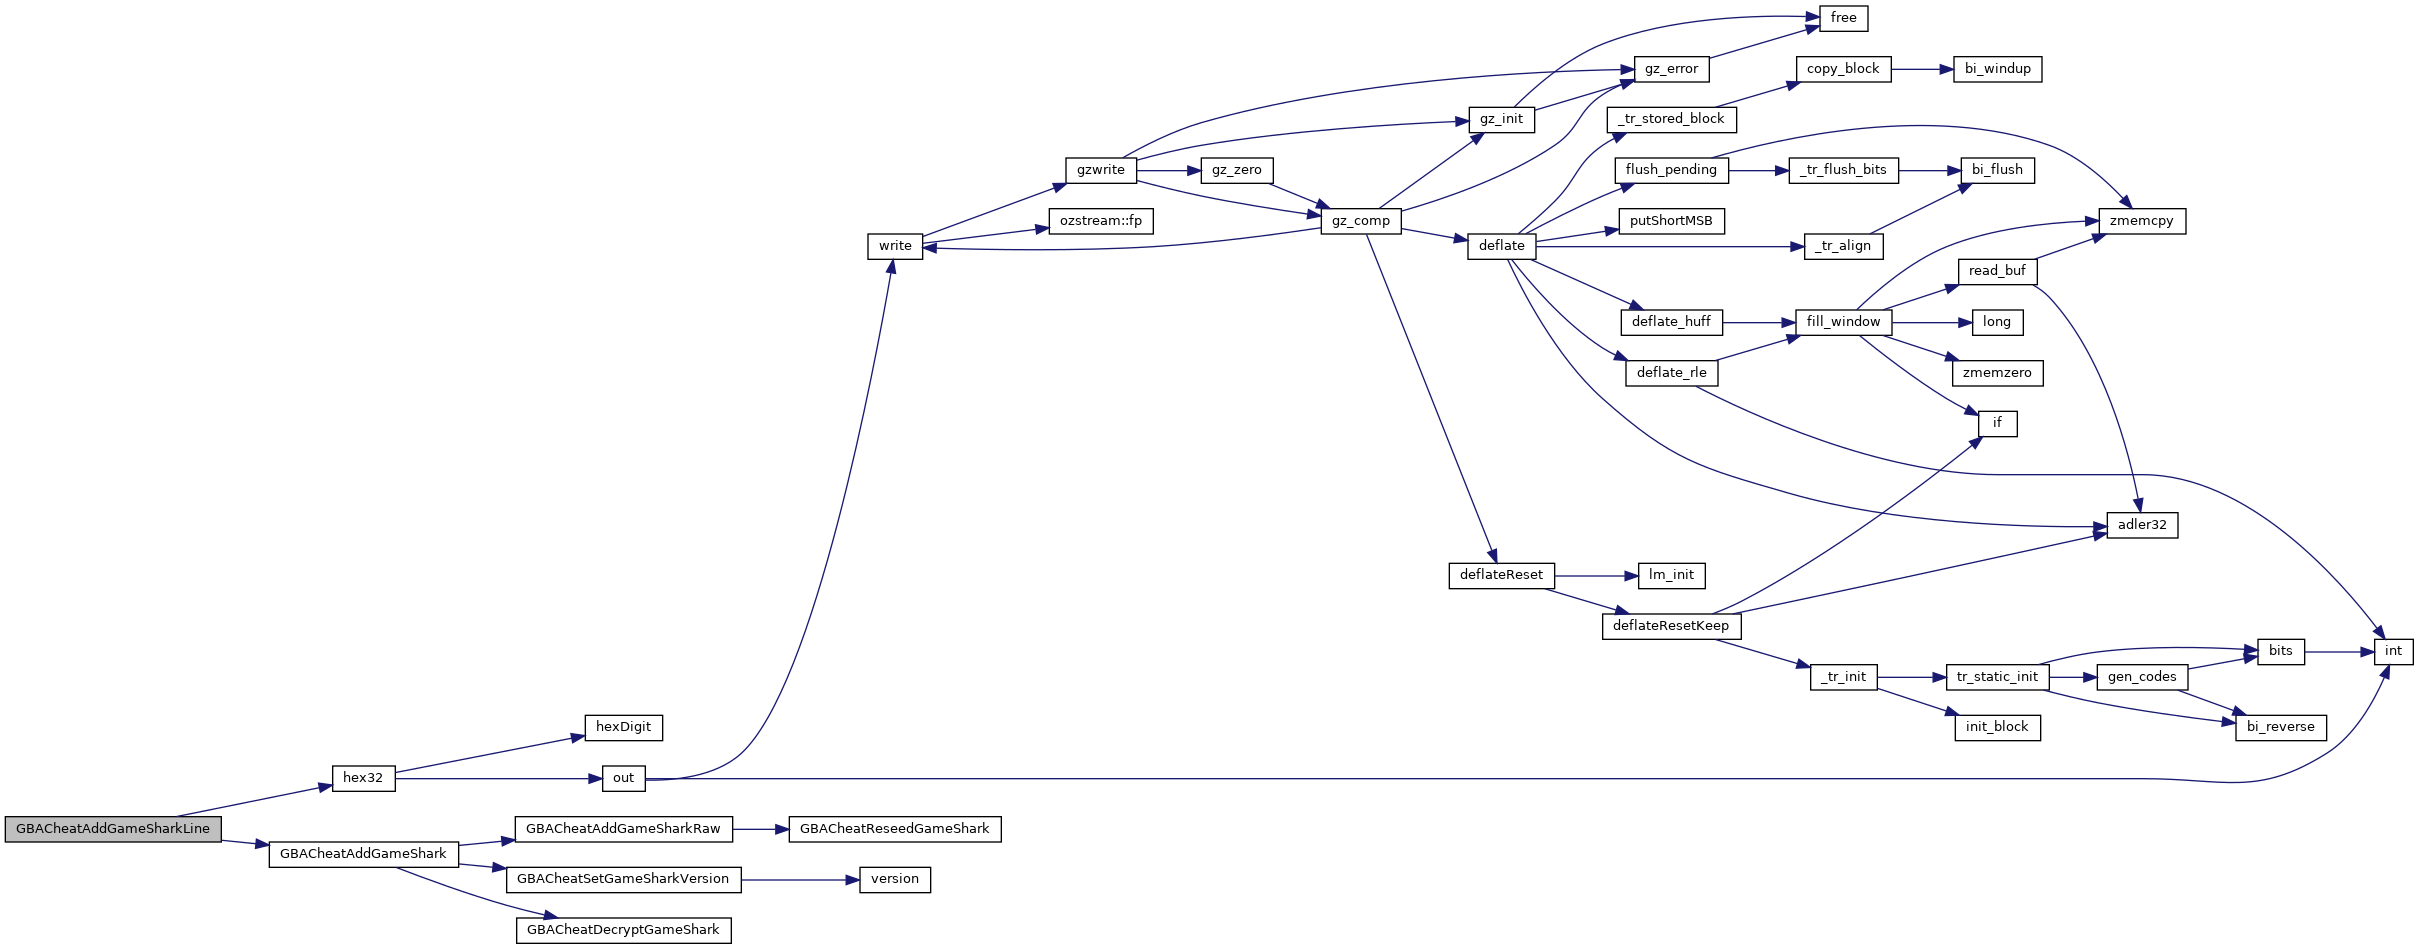 free
gz_error
copy_block
bi_windup
gz_init
_tr_stored_block
gzwrite
gz_zero
flush_pending
_tr_flush_bits
bi_flush
ozstream::fp
gz_comp
putShortMSB
zmemcpy
write
deflate
_tr_align
read_buf
deflate_huff
fill_window
long
deflate_rle
zmemzero
if
adler32
deflateReset
lm_init
deflateResetKeep
bits
int
_tr_init
tr_static_init
gen_codes
hexDigit
init_block
bi_reverse
hex32
out
GBACheatAddGameSharkLine
GBACheatAddGameSharkRaw
GBACheatReseedGameShark
GBACheatAddGameShark
GBACheatSetGameSharkVersion
version
GBACheatDecryptGameShark